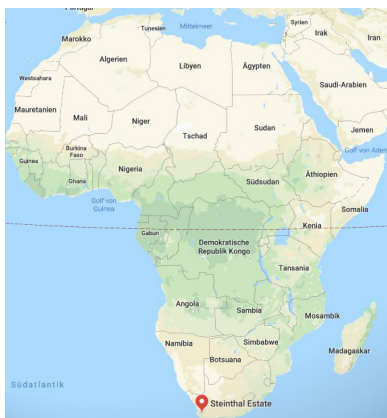 Portugal
Mittelmeer
Syrien
Tunesien
Marokko
Irak
Iran
Algerien
Libyen
Ägypten
Westsahara
Saudi-Arabien
Mauretanien
Mali
Niger
Tschad
Sudan
Jemen
Burkina
Faso
Golf von Aden
Guinea
Nigeria
Äthiopien
Ghana
Südsudan
Golf von
Guinea
Somalia
Kenia
Gabun
Demokratische
Republik Kongo
Tansania
Angola
Sambia
Mosambik
Simbabwe
Namibia
Madagaskar
Botsuana
Südatlantik
Steinthal Estate